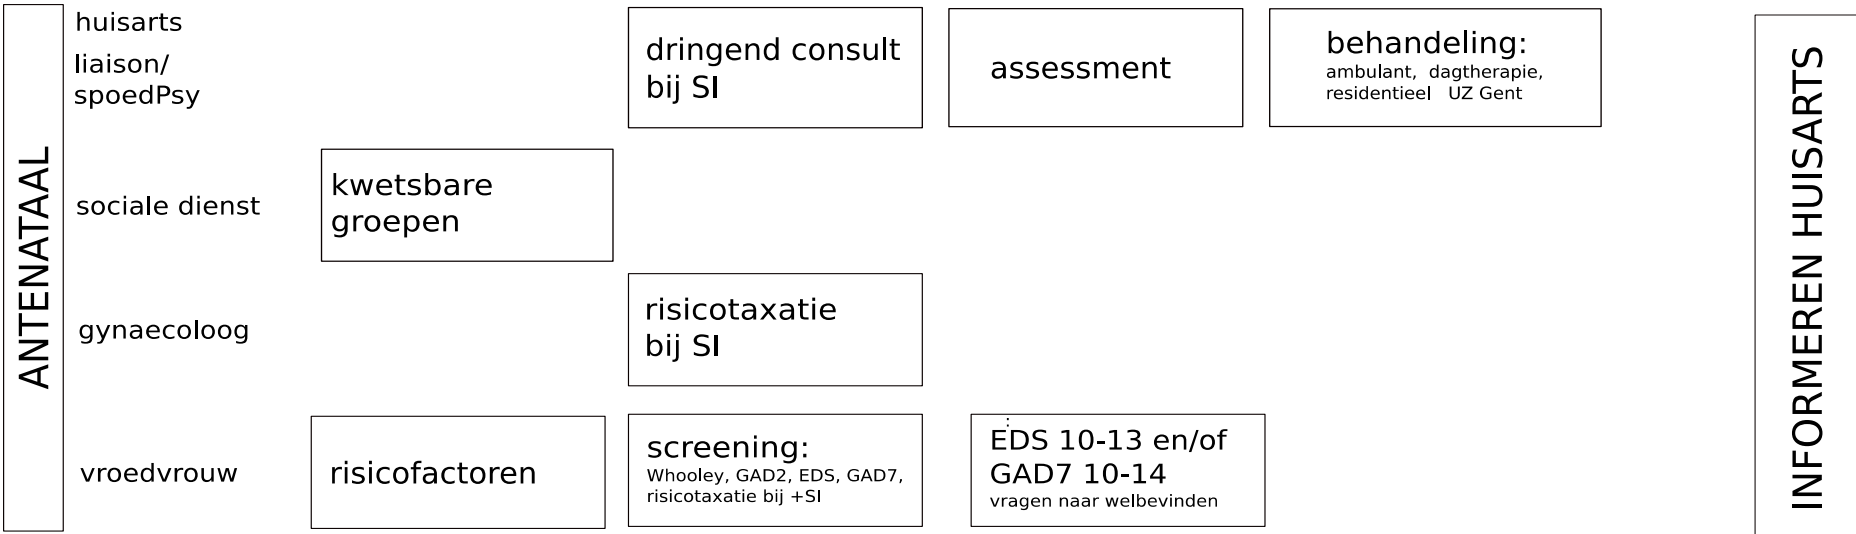 ANTENATAAL
huisarts
liaison/
spoedPsy
dringend consult
bij SI
assessment
behandeling:
ambulant, dagtherapie,
residentieel UZ Gent
sociale dienst
kwetsbare
groepen
gynaecoloog
risicotaxatie
bij SI
vroedvrouw
risicofactoren
screening:
Whooley, GAD2, EDS, GAD7,
risicotaxatie bij +SI
:
EDS 10-13 en/of
GAD7 10-14
vragen naar welbevinden
INFORMEREN HUISARTS